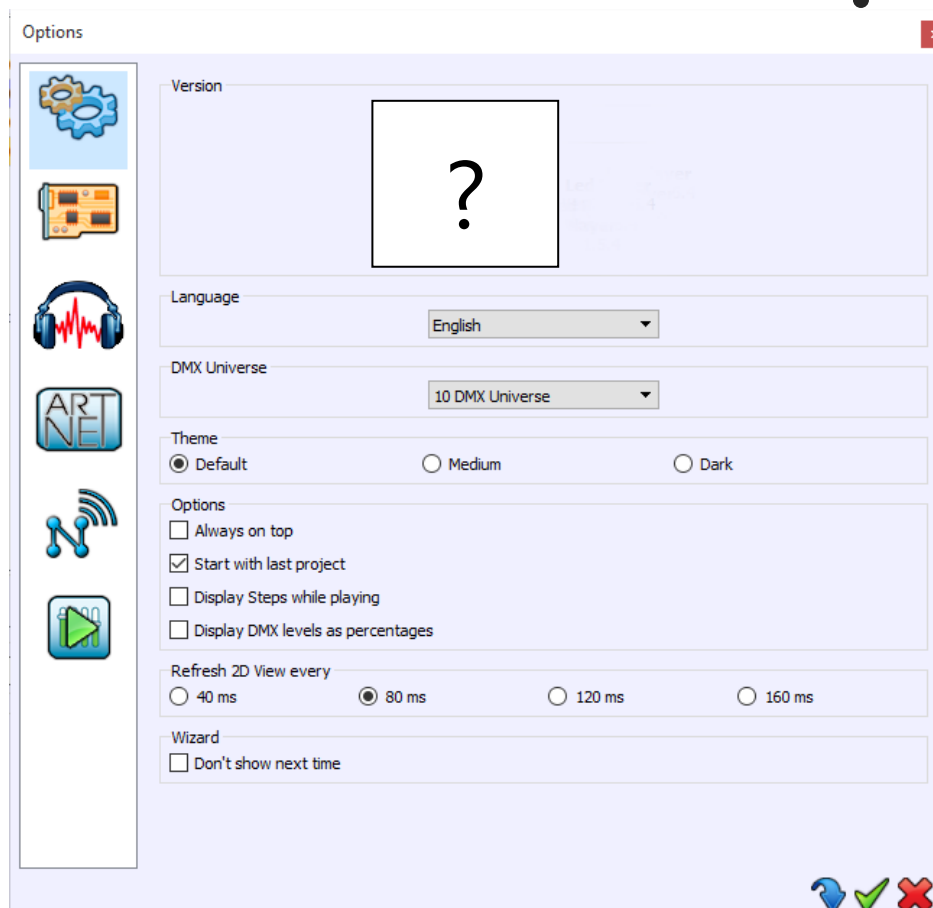 Options
Version
?
Language
English
DMX Universe
10 DMX Universe
Theme
Default Medium Dark
Options
Always on top
Start with last project
Display Steps while playing
Display DMX levels as percentages
Refresh 2D View every
40 ms 80 ms 120 ms 160 ms
Wizard
Don't show next time
ART
NET
N